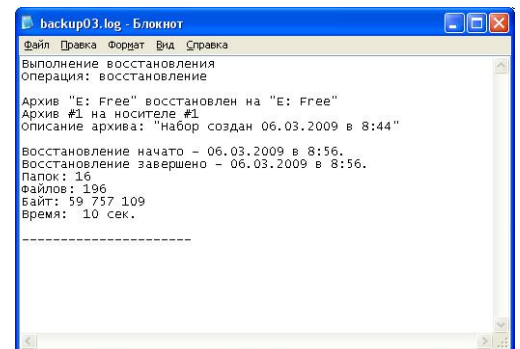 backup03.log - Блокнот
Файл Правка Формат Вид Справка
Выполнение восстановления
Операция: восстановление
Архив "E: Free" восстановлен на "E: Free"
Архив #1 на носителе #1
Описание архива: "Набор создан 06.03.2009 в 8:44"
Восстановление начато - 06.03.2009 в 8:56.
Восстановление завершено - 06.03.2009 в 8:56.
Папок: 16
Файлов: 196
Байт: 59 757 109
Время:  10 сек.
----------------------